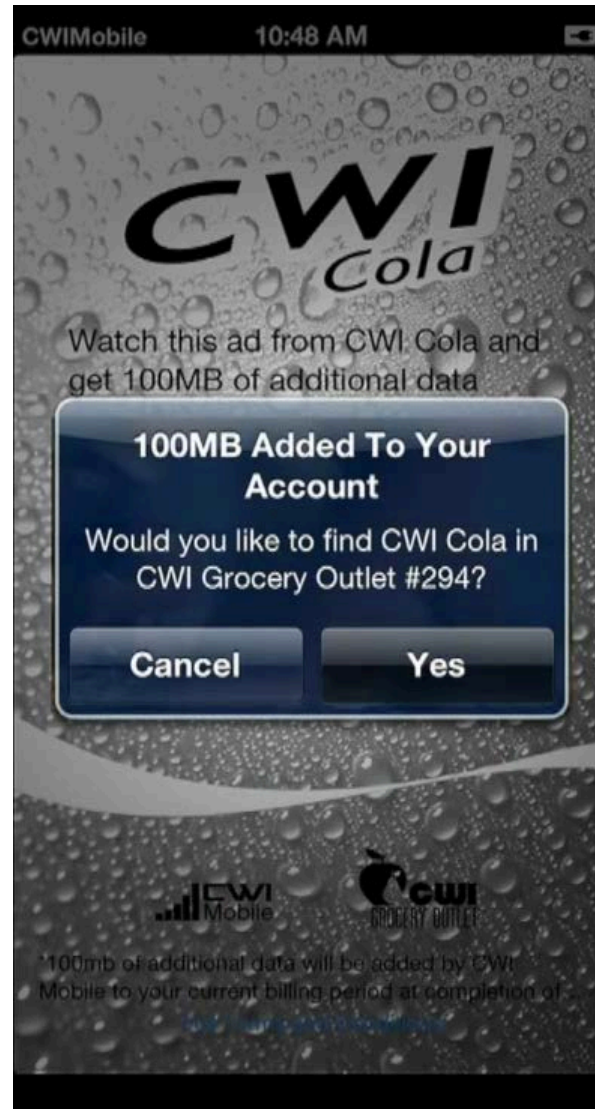 CWIMobile 10:48 AM
CWI
Cola
Watch this ad from CWI Cola and
get 100MB of additional data
100MB Added To Your
Account
Would you like to find CWI Cola in
CWI Grocery Outlet #294?
Cancel Yes
CWI
Mobile
CWI
GROCERY OUTLET
*100mb of additional data will be added by CWI
Mobile to your current billing period at completion of ...